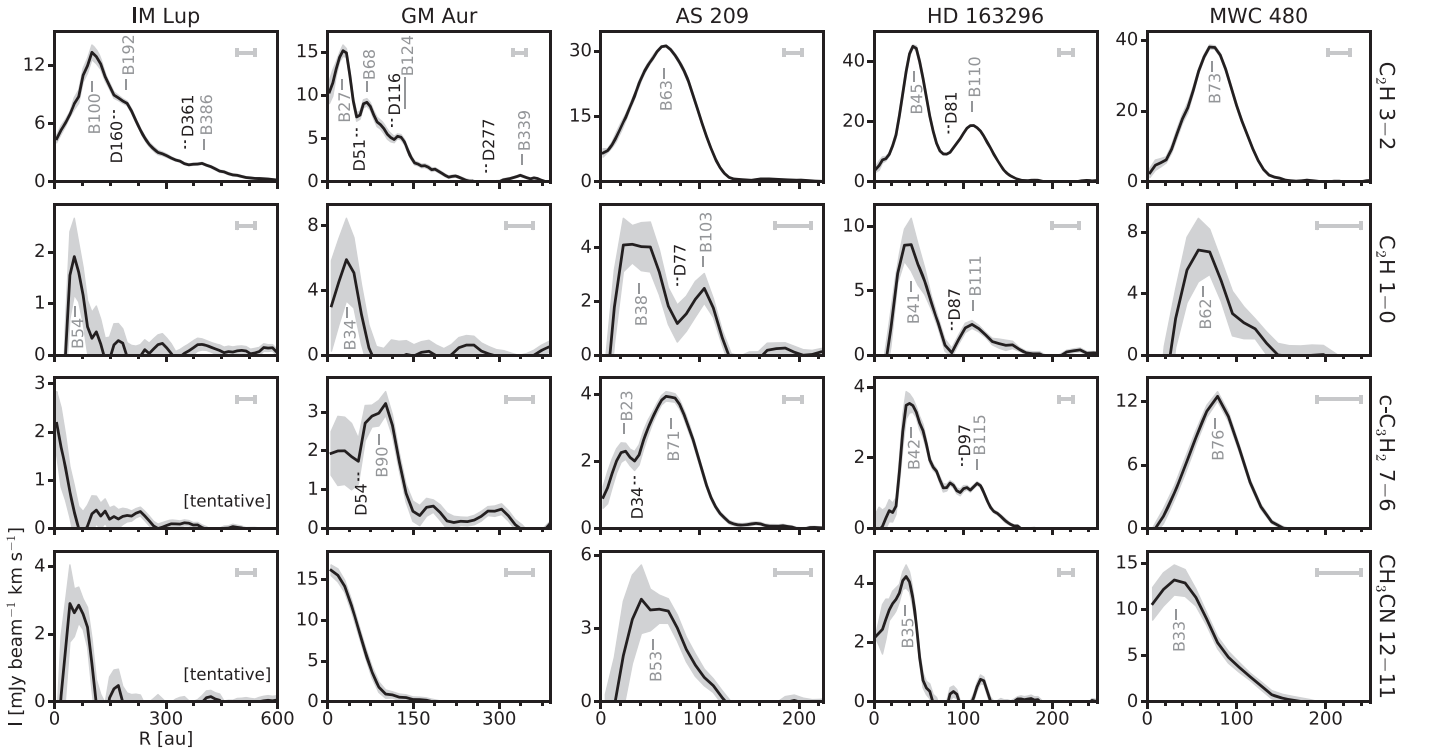 IM Lup GM Aur AS 209 HD 163296 MWC 480
12 6 0 B100 B192 D160 D361 B386
15 10 5 0 B27 D51 B68 D116 B124 D277 B339
30 15 0 B63
40 20 0 B45 D81 B110
40 20 0 B73
C₂H 3−2
2 1 0 B54
8 4 0 B34
4 2 0 B38 D77 B103
10 5 0 B41 D87 B111
8 4 0 B62
C₂H 1−0
3 2 1 0 [tentative]
3 2 1 0 D54 B90
4 2 0 B23 D34 B71
4 2 0 B42 D97 B115
12 6 0 B76
c-C₃H₂ 7−6
4 2 0 [tentative]
15 10 5 0
6 3 0 B53
4 2 0 B35
15 10 5 0 B33
CH₃CN 12−11
I [mJy beam⁻¹ km s⁻¹]
0 300 600 0 150 300 0 100 200 0 100 200 0 100 200
R [au]